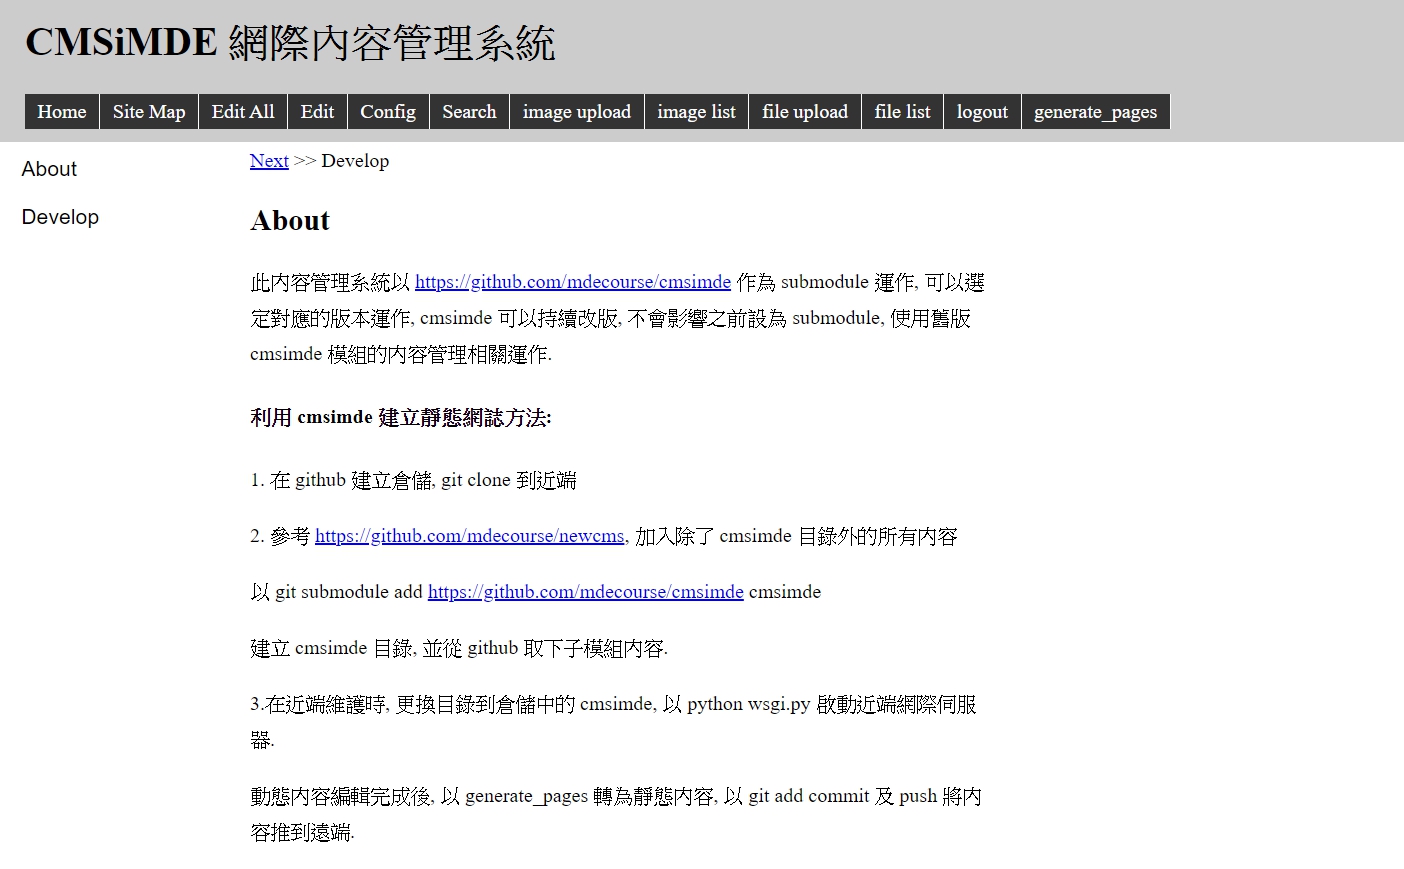 CMSiMDE 網際內容管理系統
Home Site Map Edit All Edit Config Search image upload image list file upload file list logout generate_pages
About
Develop
Next >> Develop
About
此內容管理系統以 https://github.com/mdecourse/cmsimde 作為 submodule 運作, 可以選
定對應的版本運作, cmsimde 可以持續改版, 不會影響之前設為 submodule, 使用舊版
cmsimde 模組的內容管理相關運作.
利用 cmsimde 建立靜態網誌方法:
1. 在 github 建立倉儲, git clone 到近端
2. 參考 https://github.com/mdecourse/newcms, 加入除了 cmsimde 目錄外的所有內容
以 git submodule add https://github.com/mdecourse/cmsimde cmsimde
建立 cmsimde 目錄, 並從 github 取下子模組內容.
3.在近端維護時, 更換目錄到倉儲中的 cmsimde, 以 python wsgi.py 啟動近端網際伺服
器.
動態內容編輯完成後, 以 generate_pages 轉為靜態內容, 以 git add commit 及 push 將內
容推到遠端.